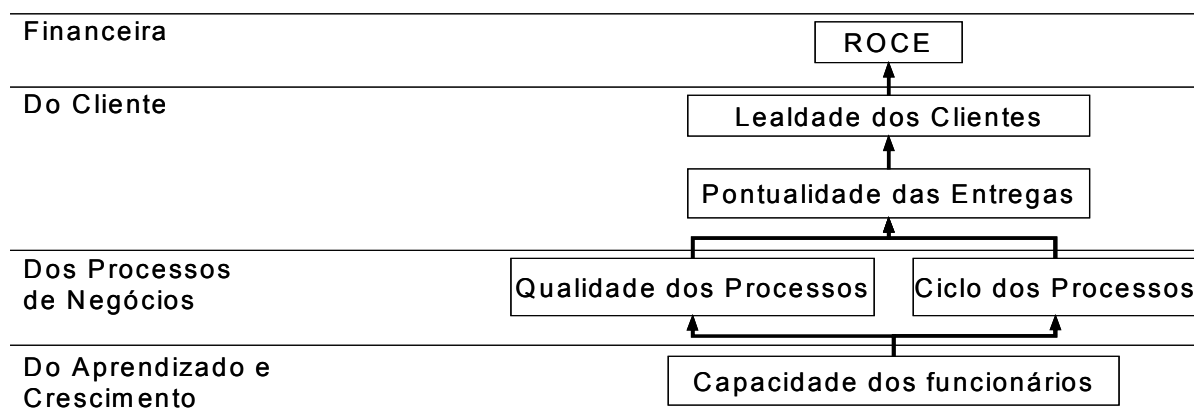 Financeira
ROCE
Do Cliente
Lealdade dos Clientes
Pontualidade das Entregas
Dos Processos
de Negócios
Qualidade dos Processos
Ciclo dos Processos
Do Aprendizado e
Crescimento
Capacidade dos funcionários